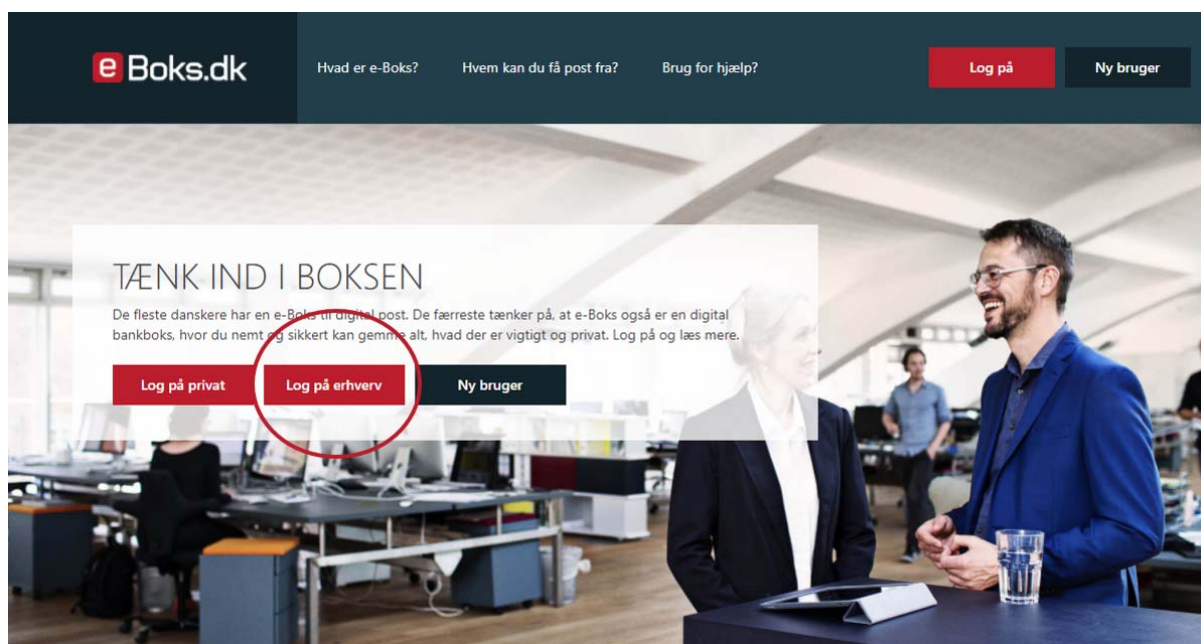 e Boks.dk
Hvad er e-Boks? Hvem kan du få post fra? Brug for hjælp?
Log på Ny bruger
TÆNK IND I BOKSEN
De fleste danskere har en e-Boks til digital post. De færreste tænker på, at e-Boks også er en digital
bankboks, hvor du nemt og sikkert kan gemme alt, hvad der er vigtigt og privat. Log på og læs mere.
Log på privat Log på erhverv Ny bruger